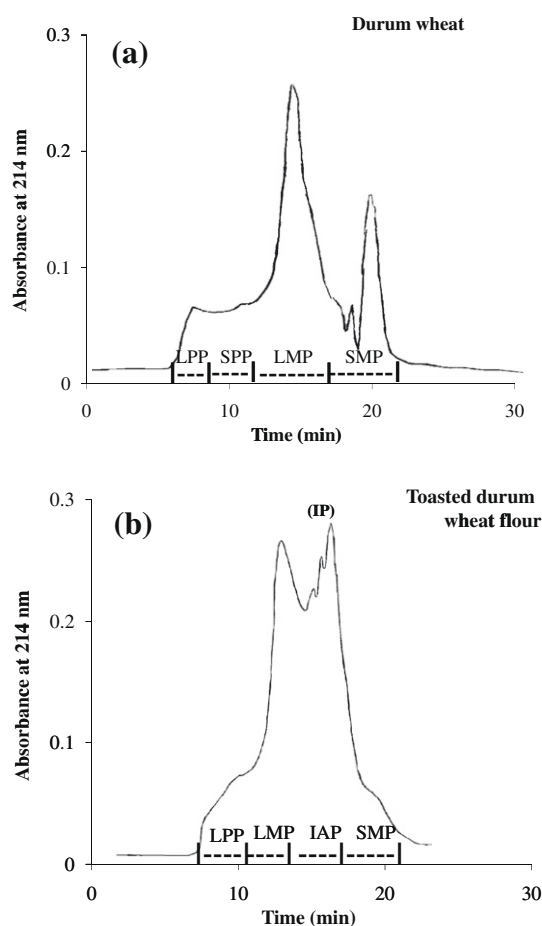 Durum wheat
(a)
0.3
0.2
0.1
0
Absorbance at 214 nm
LPP SPP LMP SMP
0 10 20 30
Time (min)
Toasted durum
wheat flour
(b)
(IP)
0.3
0.2
0.1
0
Absorbance at 214 nm
LPP LMP IAP SMP
0 10 20 30
Time (min)